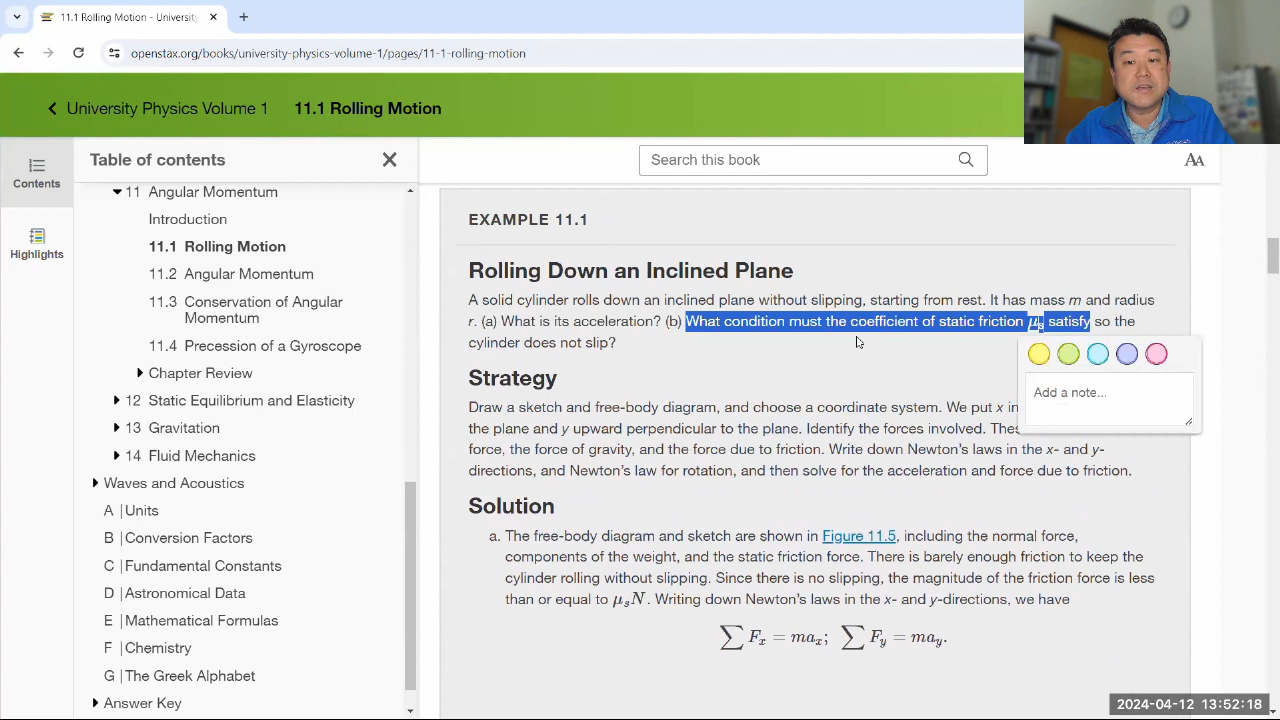 11.1 Rolling Motion - University
openstax.org/books/university-physics-volume-1/pages/11-1-rolling-motion
University Physics Volume 1
11.1 Rolling Motion
Table of contents
Search this book
AA
Contents
Highlights
11 Angular Momentum
Introduction
11.1 Rolling Motion
11.2 Angular Momentum
11.3 Conservation of Angular
Momentum
11.4 Precession of a Gyroscope
Chapter Review
12 Static Equilibrium and Elasticity
13 Gravitation
14 Fluid Mechanics
Waves and Acoustics
A | Units
B | Conversion Factors
C | Fundamental Constants
D | Astronomical Data
E | Mathematical Formulas
F | Chemistry
G | The Greek Alphabet
Answer Key
EXAMPLE 11.1
Rolling Down an Inclined Plane
A solid cylinder rolls down an inclined plane without slipping, starting from rest. It has mass m and radius
r. (a) What is its acceleration? (b) What condition must the coefficient of static friction μₛ satisfy so the
cylinder does not slip?
Add a note...
Strategy
Draw a sketch and free-body diagram, and choose a coordinate system. We put x in
the plane and y upward perpendicular to the plane. Identify the forces involved. Thes
force, the force of gravity, and the force due to friction. Write down Newton's laws in the x- and y-
directions, and Newton's law for rotation, and then solve for the acceleration and force due to friction.
Solution
a. The free-body diagram and sketch are shown in Figure 11.5, including the normal force,
components of the weight, and the static friction force. There is barely enough friction to keep the
cylinder rolling without slipping. Since there is no slipping, the magnitude of the friction force is less
than or equal to μₛN. Writing down Newton's laws in the x- and y-directions, we have
∑ Fₓ = maₓ; ∑ F_y = ma_y.
2024-04-12 13:52:18